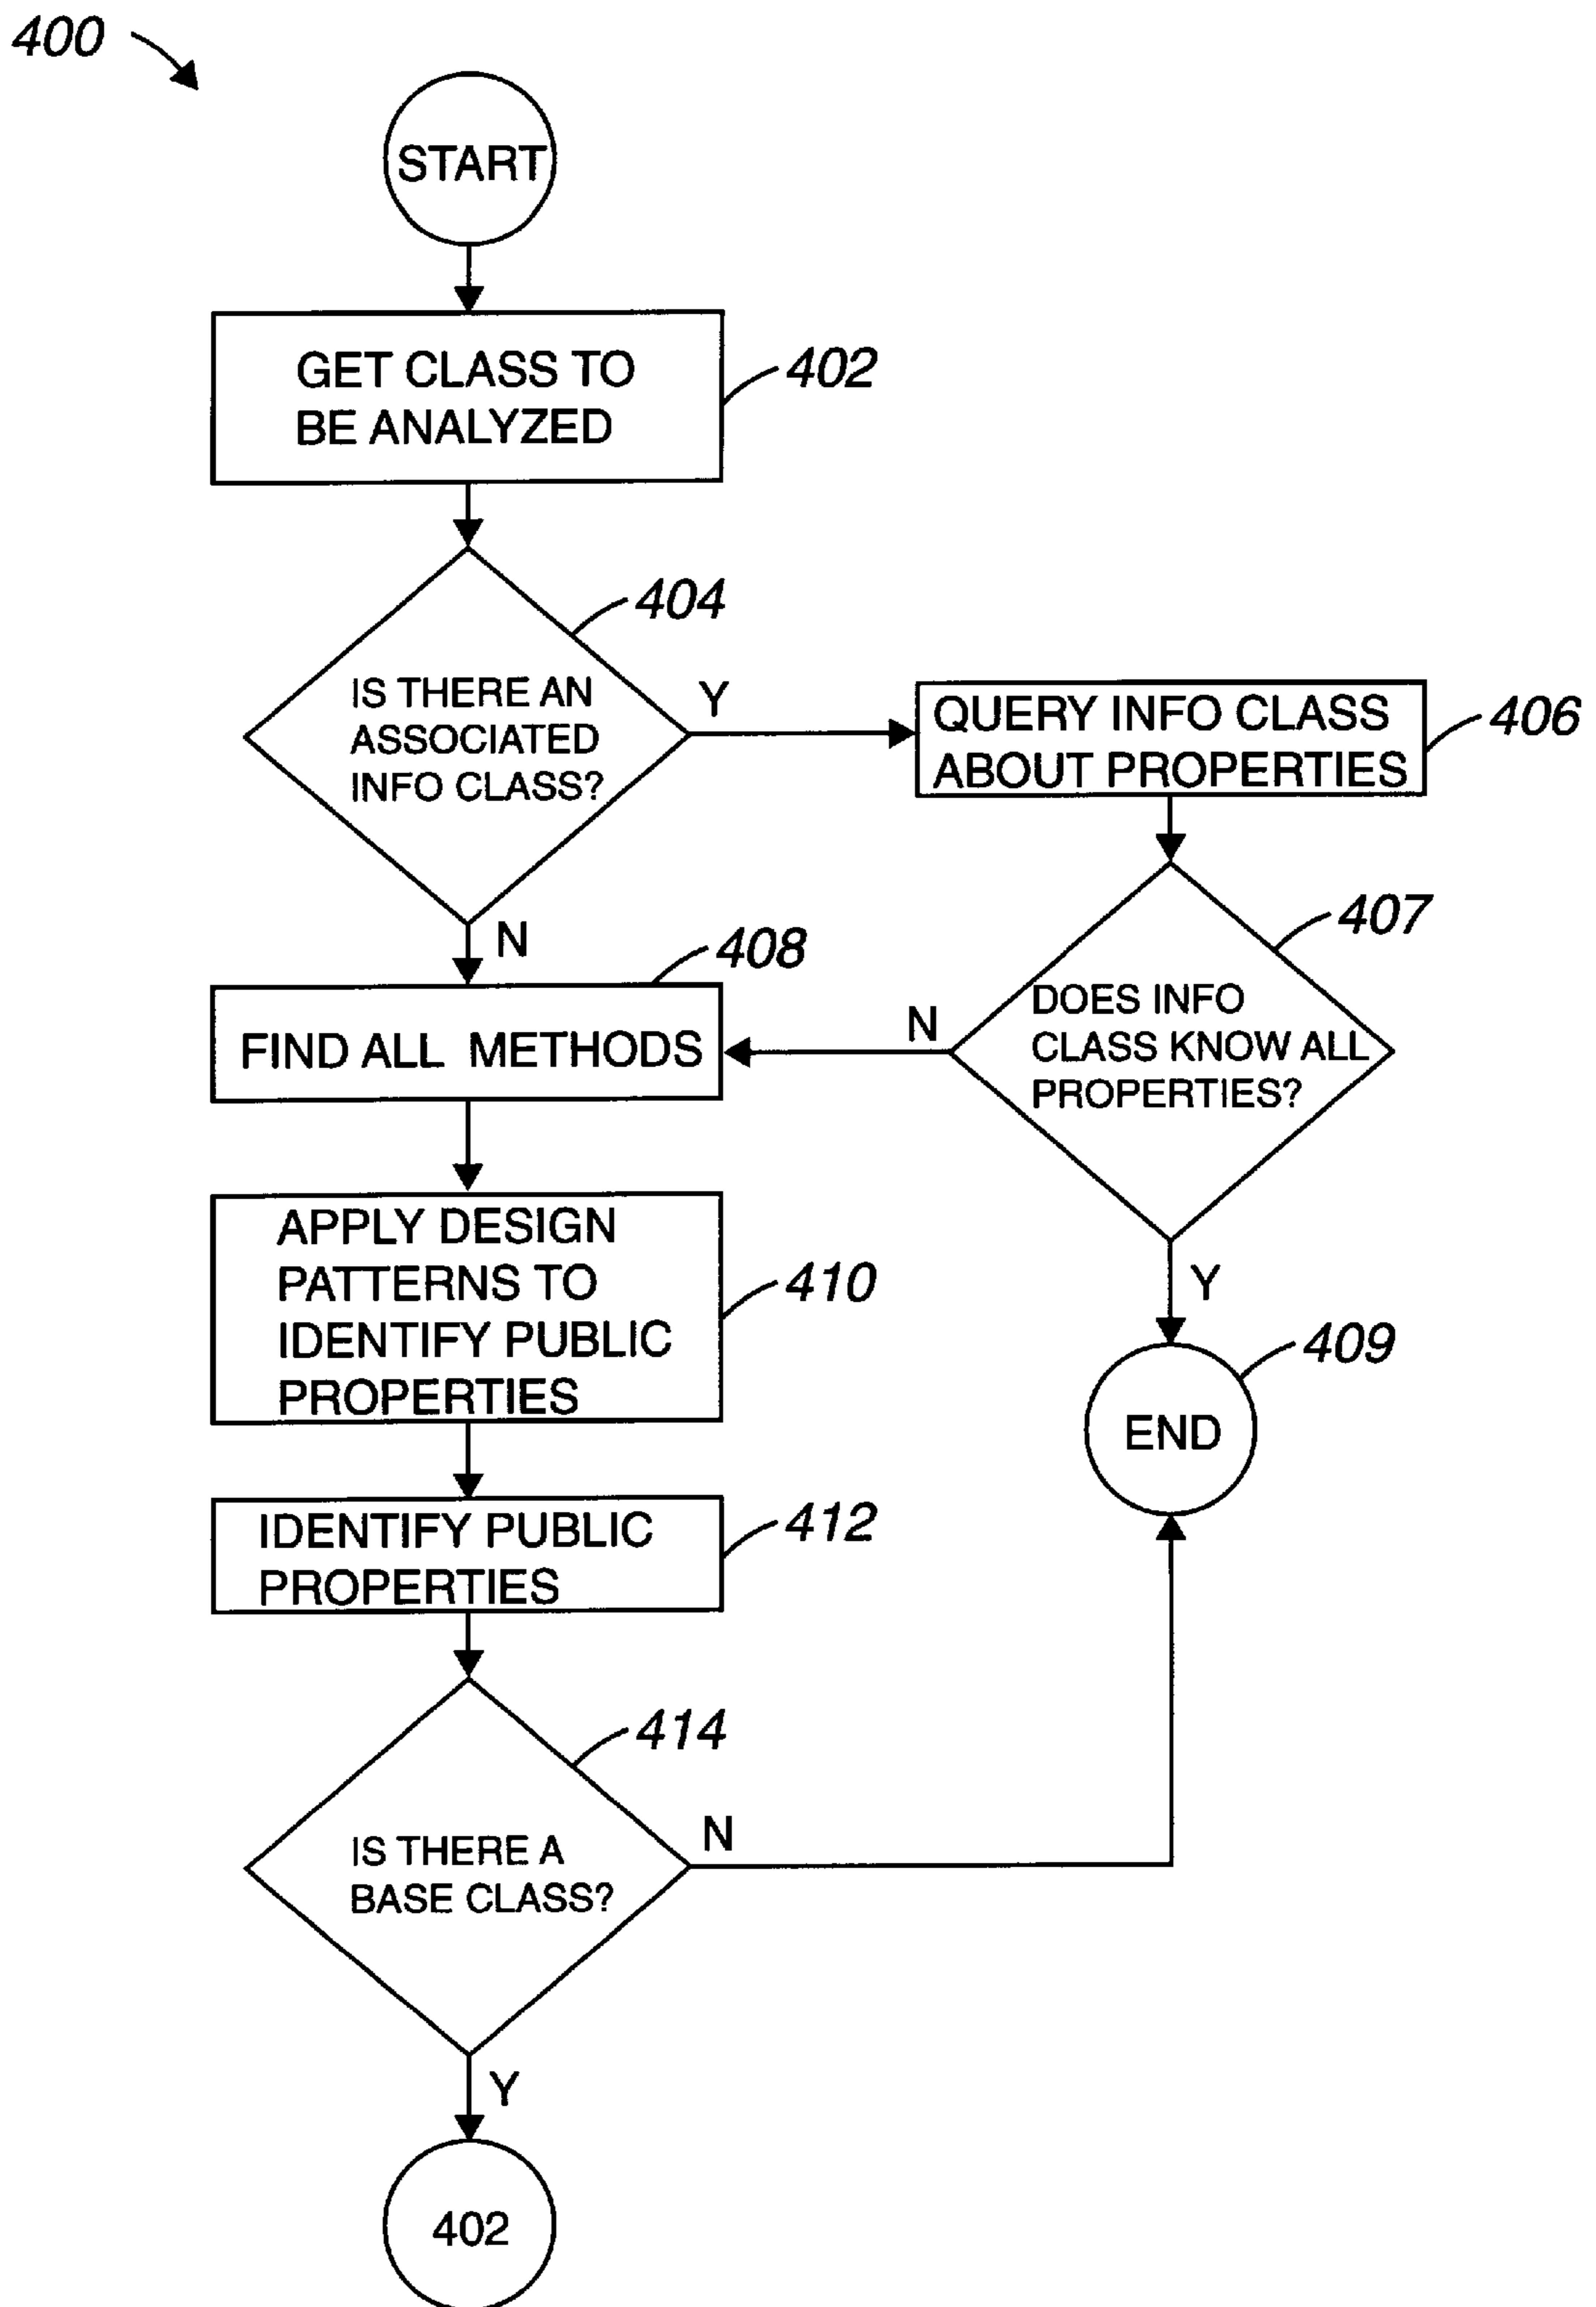 400
START
GET CLASS TO
BE ANALYZED
402
404
IS THERE AN
ASSOCIATED
INFO CLASS?
Y
QUERY INFO CLASS
ABOUT PROPERTIES
406
N
407
DOES INFO
CLASS KNOW ALL
PROPERTIES?
N
408
FIND ALL METHODS
Y
409
END
APPLY DESIGN
PATTERNS TO
IDENTIFY PUBLIC
PROPERTIES
410
IDENTIFY PUBLIC
PROPERTIES
412
414
IS THERE A
BASE CLASS?
N
Y
402